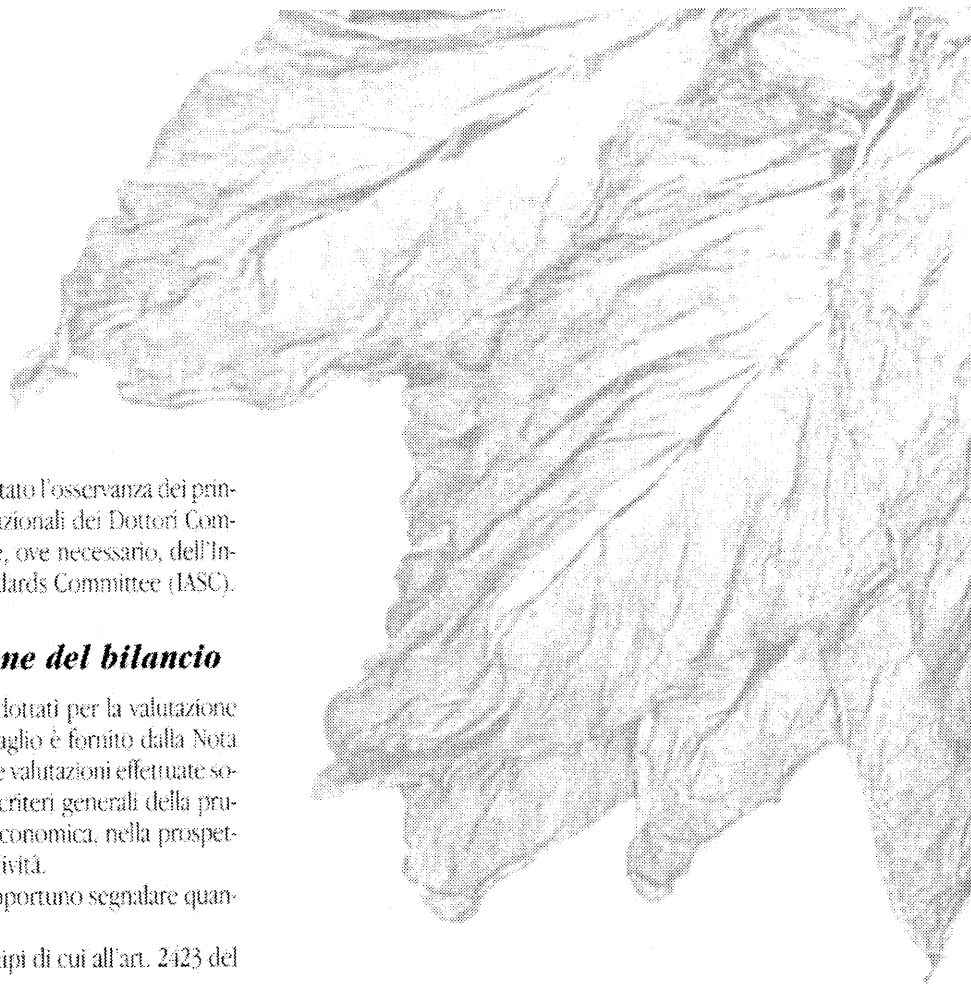 tato l'osservanza dei prin-
azionali dei Dottori Com-
e, ove necessario, dell'In-
dards Committee (IASC).
ne del bilancio
dottati per la valutazione
aglio è fornito dalla Nota
e valutazioni effettuate so-
criteri generali della pru-
conomica, nella prospet-
ività.
pportuno segnalare quan-
ipi di cui all'art. 2423 del